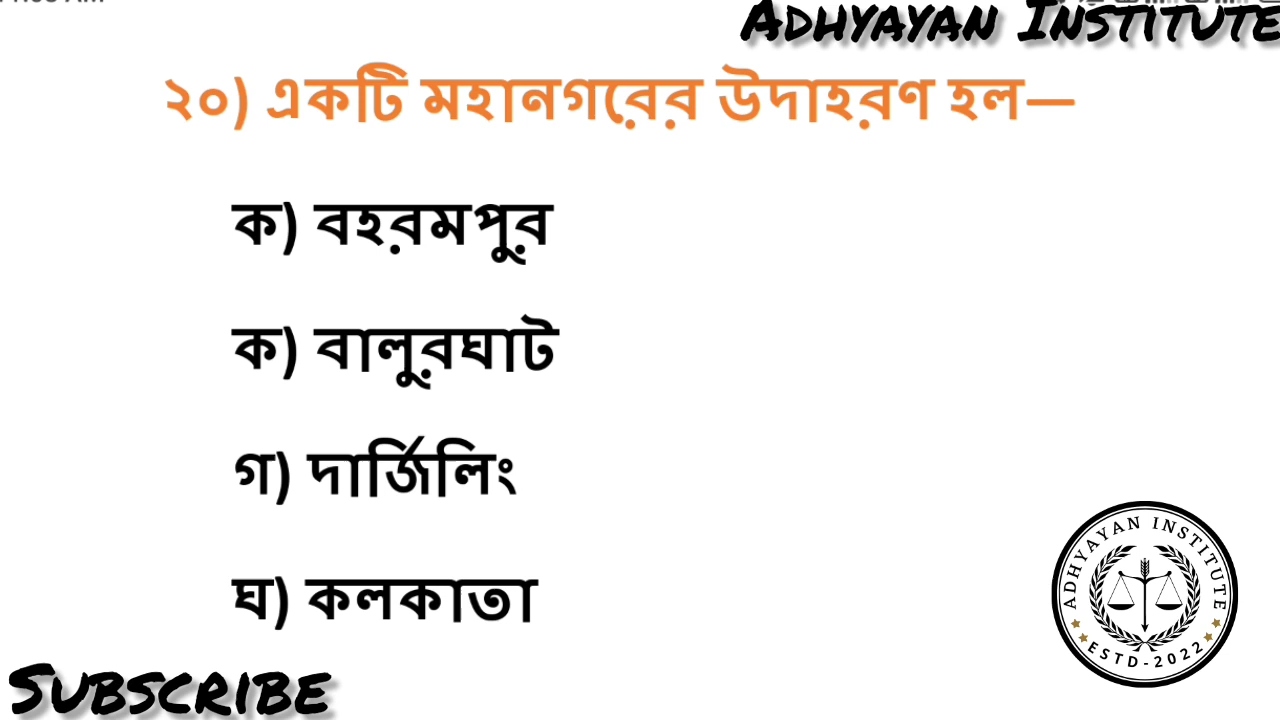 ADHYAYAN INSTITUTE
২০) একটি মহানগরের উদাহরণ হল—
ক) বহরমপুর
ক) বালুরঘাট
গ) দার্জিলিং
ঘ) কলকাতা
ADHYAYAN INSTITUTE
ESTD-2022
SUBSCRIBE